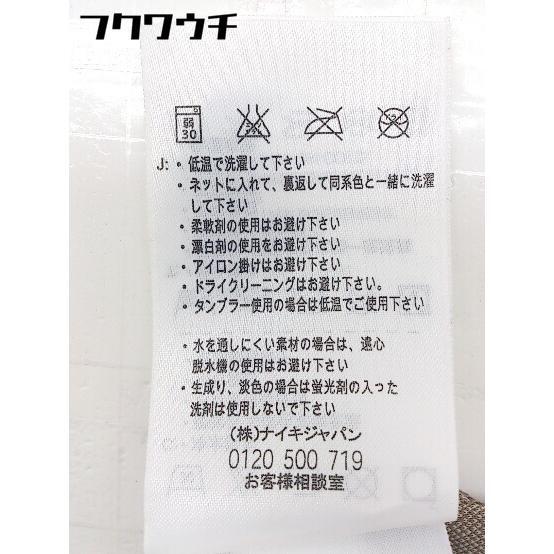 フクワウチ
弱
30
J: ・低温で洗濯して下さい
・ネットに入れて、裏返して同系色と一緒に洗濯
して下さい
・柔軟剤の使用はお避け下さい
・漂白剤の使用をお避け下さい
・アイロン掛けはお避け下さい
・ドライクリーニングはお避け下さい。
・タンブラー使用の場合は低温でご使用下さい
・水を通しにくい素材の場合は、遠心
脱水機の使用はお避け下さい
・生成り、淡色の場合は蛍光剤の入った
洗剤は使用しないで下さい
(株)ナイキジャパン
0120 500 719
お客様相談室